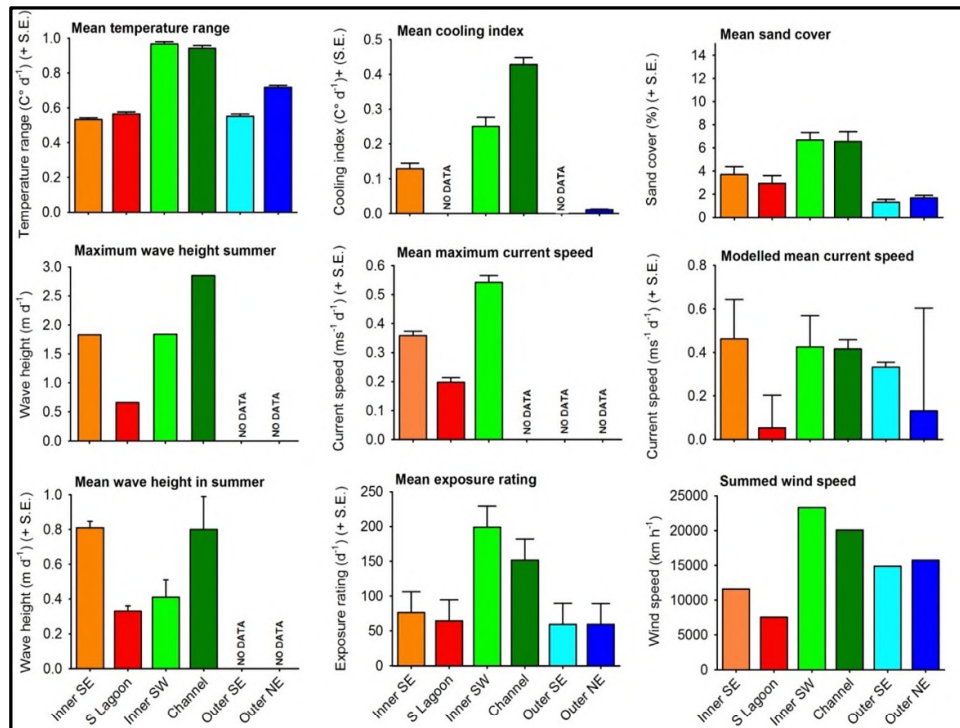 Mean temperature range
Temperature range (C° d⁻¹) (+ S.E.)
1.0
0.8
0.6
0.4
0.2
0.0
Mean cooling index
Cooling index (C° d⁻¹)+ (S.E.)
0.5
0.4
0.3
0.2
0.1
0.0
NO DATA
NO DATA
Mean sand cover
Sand cover (%) (+ S.E.)
14
12
10
8
6
4
2
0
Maximum wave height summer
Wave height (m d⁻¹)
3.0
2.5
2.0
1.5
1.0
0.5
0.0
NO DATA
NO DATA
Mean maximum current speed
Current speed (ms⁻¹ d⁻¹) (+ S.E.)
0.6
0.5
0.4
0.3
0.2
0.1
0.0
NO DATA
NO DATA
NO DATA
Modelled mean current speed
Current speed (ms⁻¹ d⁻¹) (+ S.E.)
0.6
0.5
0.4
0.3
0.2
0.1
0.0
Mean wave height in summer
Wave height (m d⁻¹) (+ S.E.)
1.0
0.8
0.6
0.4
0.2
0.0
NO DATA
NO DATA
Inner SE
S Lagoon
Inner SW
Channel
Outer SE
Outer NE
Mean exposure rating
Exposure rating (d⁻¹) (+ S.E.)
250
200
150
100
50
0
Inner SE
S Lagoon
Inner SW
Channel
Outer SE
Outer NE
Summed wind speed
Wind speed (km h⁻¹)
25000
20000
15000
10000
5000
0
Inner SE
S Lagoon
Inner SW
Channel
Outer SE
Outer NE